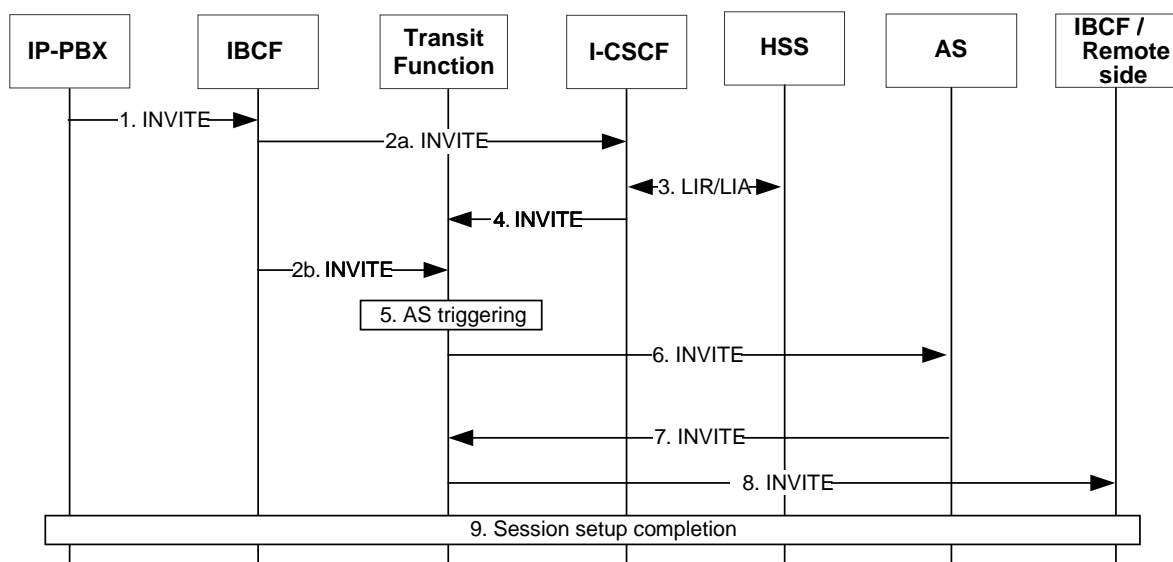 IP-PBX
IBCF
Transit
Function
I-CSCF
HSS
AS
IBCF /
Remote
side
1. INVITE
2a. INVITE
3. LIR/LIA
4. INVITE
2b. INVITE
5. AS triggering
6. INVITE
7. INVITE
8. INVITE
9. Session setup completion